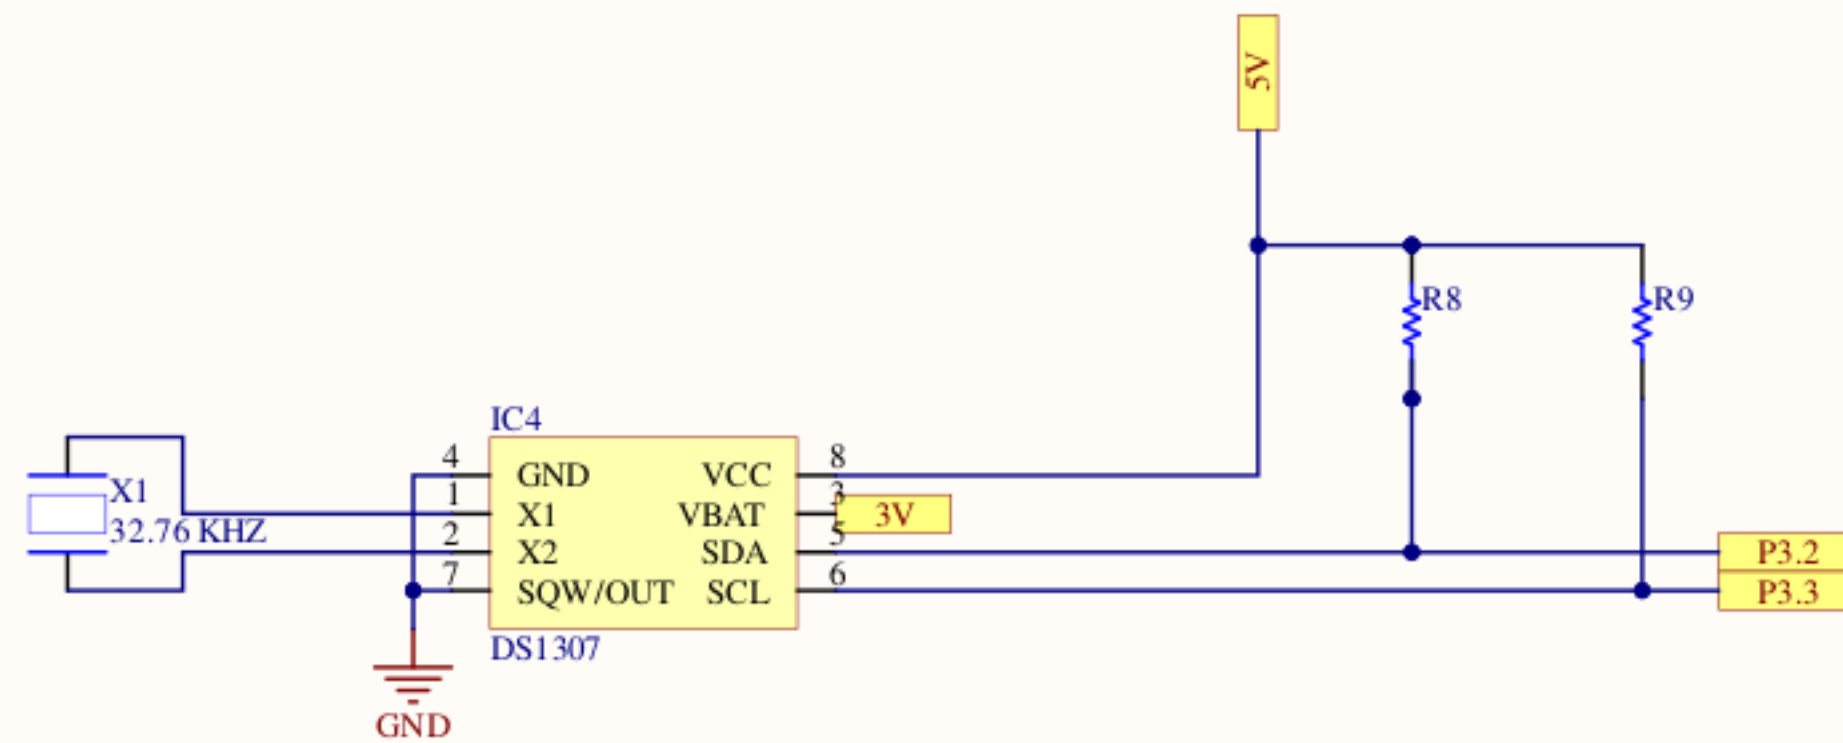 5V
R8
R9
IC4
4
GND
VCC
8
X1
1
X1
VBAT
3
3V
32.76 KHZ
2
X2
SDA
5
P3.2
7
SQW/OUT
SCL
6
P3.3
DS1307
GND